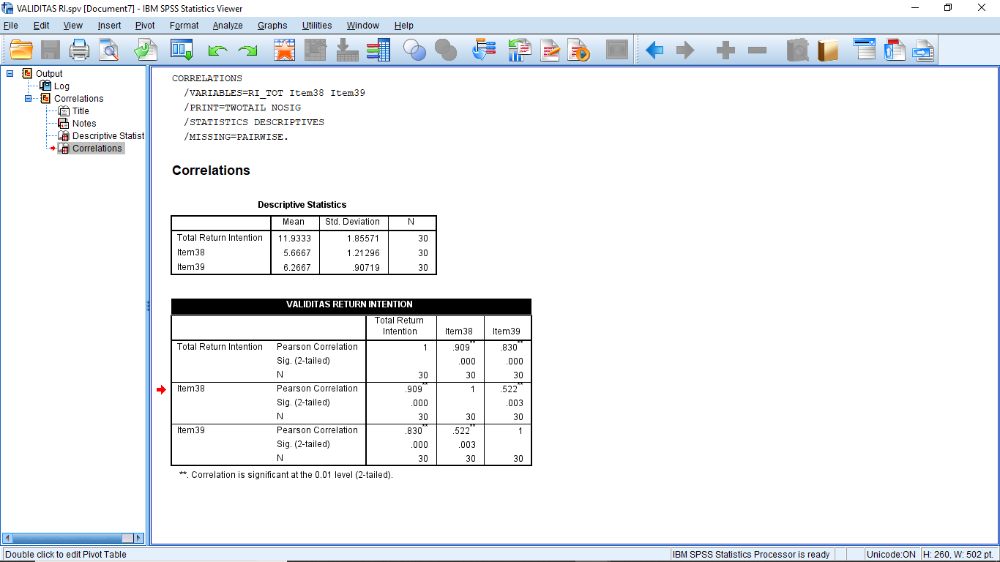 VALIDITAS RI.spv [Document7] - IBM SPSS Statistics Viewer
File Edit View Insert Pivot Format Analyze Graphs Utilities Window Help
Output
Log
Correlations
Title
Notes
Descriptive Statist
Correlations
CORRELATIONS
/VARIABLES=RI_TOT Item38 Item39
/PRINT=TWOTAIL NOSIG
/STATISTICS DESCRIPTIVES
/MISSING=PAIRWISE.
Correlations
Descriptive Statistics
Mean Std. Deviation N
Total Return Intention 11.9333 1.85571 30
Item38 5.6667 1.21296 30
Item39 6.2667 .90719 30
VALIDITAS RETURN INTENTION
Total Return
Intention Item38 Item39
Total Return Intention Pearson Correlation 1 .909** .830**
Sig. (2-tailed) .000 .000
N 30 30 30
Item38 Pearson Correlation .909** 1 .522**
Sig. (2-tailed) .000 .003
N 30 30 30
Item39 Pearson Correlation .830** .522** 1
Sig. (2-tailed) .000 .003
N 30 30 30
**. Correlation is significant at the 0.01 level (2-tailed).
Double click to edit Pivot Table IBM SPSS Statistics Processor is ready Unicode:ON H: 260, W: 502 pt.